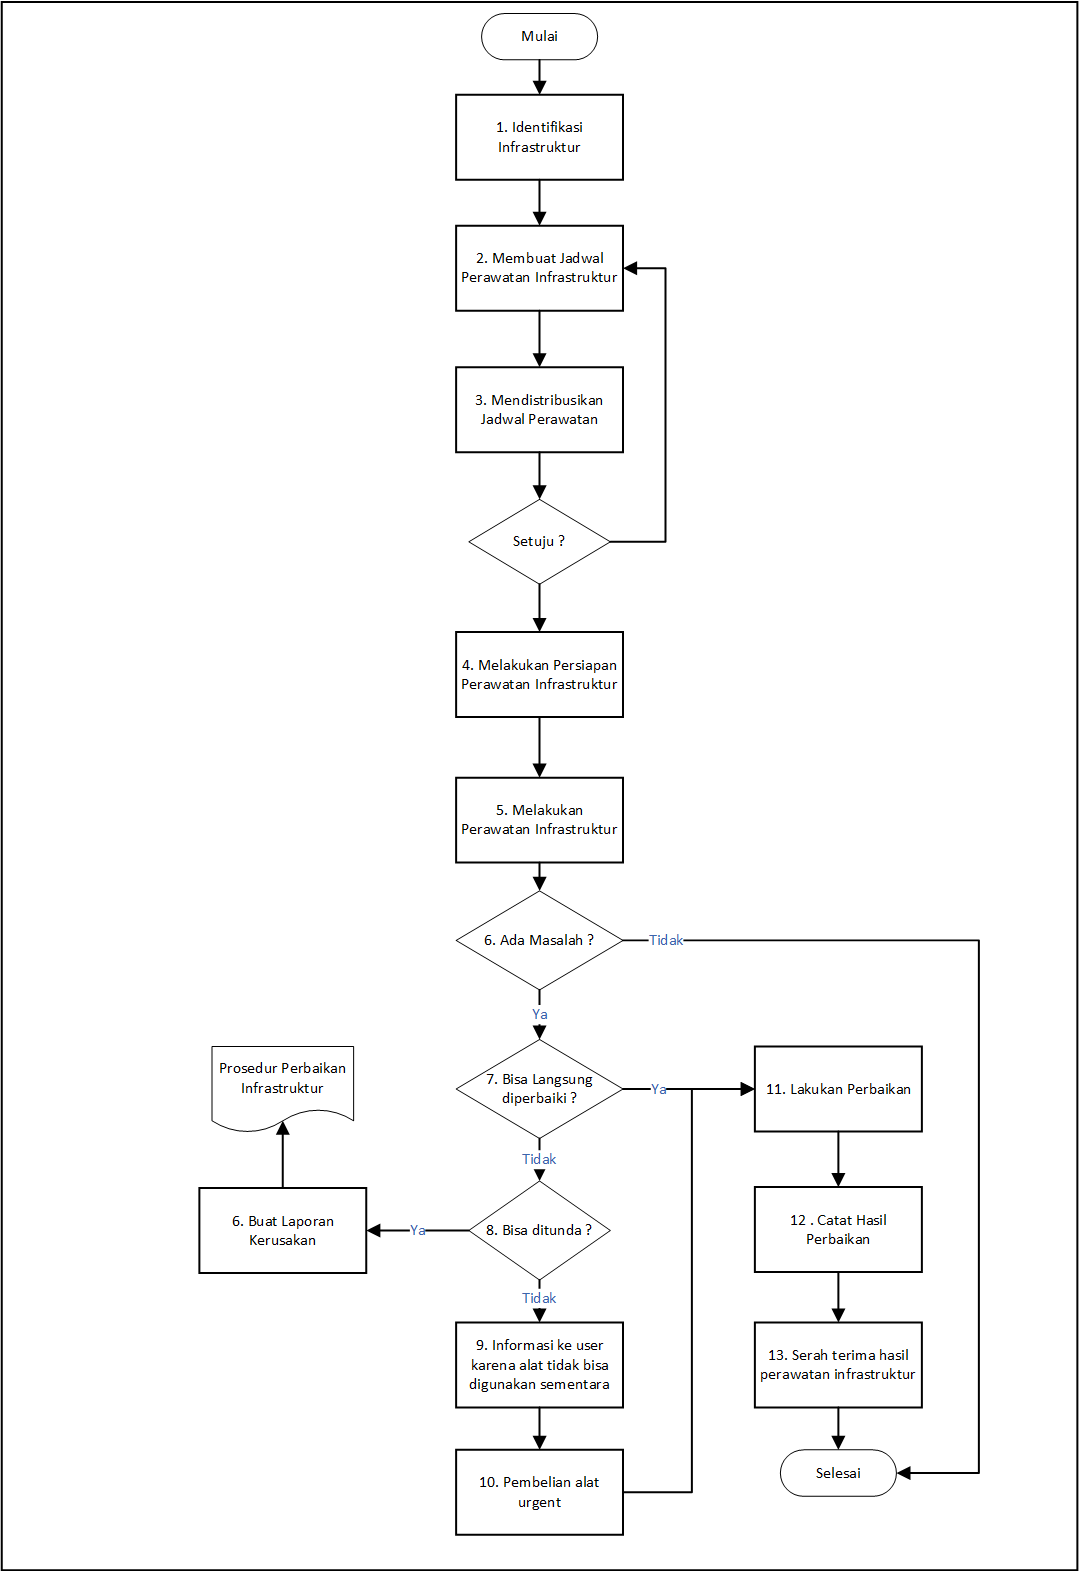 Mulai
1. Identifikasi
Infrastruktur
2. Membuat Jadwal
Perawatan Infrastruktur
3. Mendistribusikan
Jadwal Perawatan
Setuju ?
4. Melakukan Persiapan
Perawatan Infrastruktur
5. Melakukan
Perawatan Infrastruktur
6. Ada Masalah ?
Tidak
Ya
Prosedur Perbaikan
Infrastruktur
7. Bisa Langsung
diperbaiki ?
Ya
11. Lakukan Perbaikan
Tidak
6. Buat Laporan
Kerusakan
Ya
8. Bisa ditunda ?
12 . Catat Hasil
Perbaikan
Tidak
9. Informasi ke user
karena alat tidak bisa
digunakan sementara
13. Serah terima hasil
perawatan infrastruktur
10. Pembelian alat
urgent
Selesai